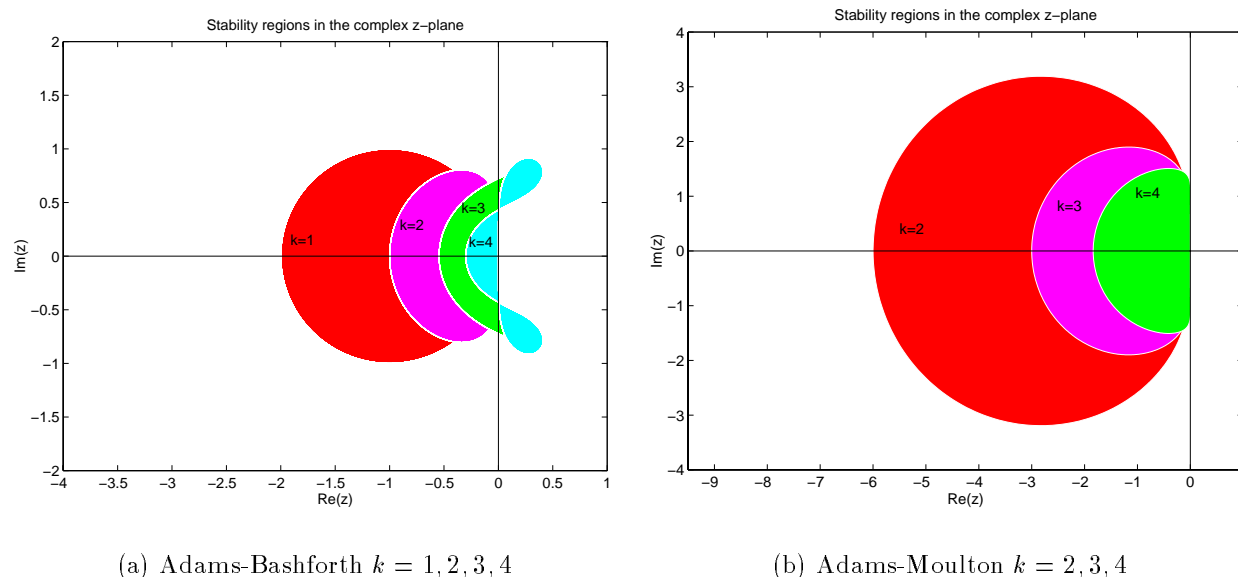 Stability regions in the complex z−plane
2
1.5
1
0.5
0
−0.5
−1
−1.5
−2
Im(z)
k=1
k=2
k=3
k=4
−4 −3.5 −3 −2.5 −2 −1.5 −1 −0.5 0 0.5 1
Re(z)
(a) Adams-Bashforth k = 1, 2, 3, 4
Stability regions in the complex z−plane
4
3
2
1
0
−1
−2
−3
−4
Im(z)
k=2
k=3
k=4
−9 −8 −7 −6 −5 −4 −3 −2 −1 0
Re(z)
(b) Adams-Moulton k = 2, 3, 4